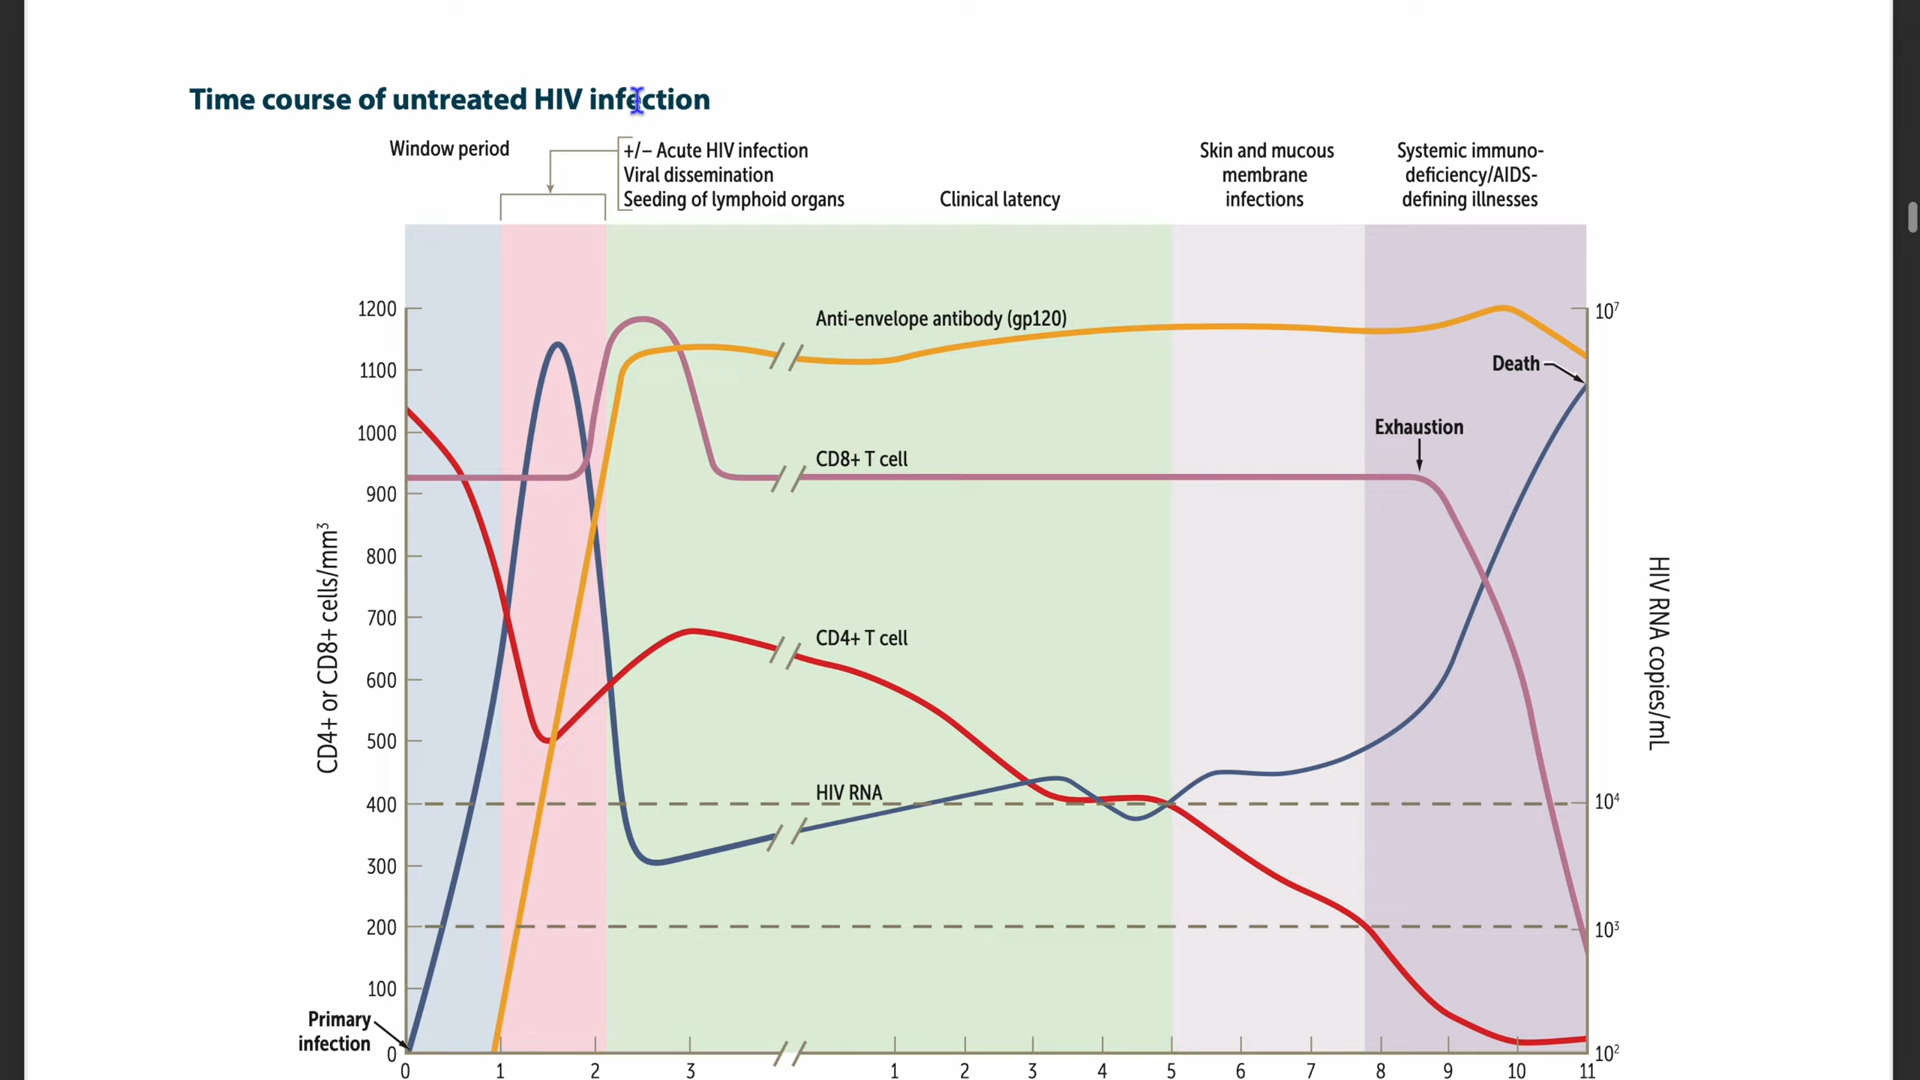 Time course of untreated HIV infection
Window period
+/– Acute HIV infection
Viral dissemination
Seeding of lymphoid organs
Clinical latency
Skin and mucous
membrane
infections
Systemic immuno-
deficiency/AIDS-
defining illnesses
1200
1100
1000
900
800
700
600
500
400
300
200
100
0
CD4+ or CD8+ cells/mm³
Anti-envelope antibody (gp120)
CD8+ T cell
CD4+ T cell
HIV RNA
Death
Exhaustion
10⁷
10⁴
10³
10²
HIV RNA copies/mL
Primary
infection
0 1 2 3 1 2 3 4 5 6 7 8 9 10 11